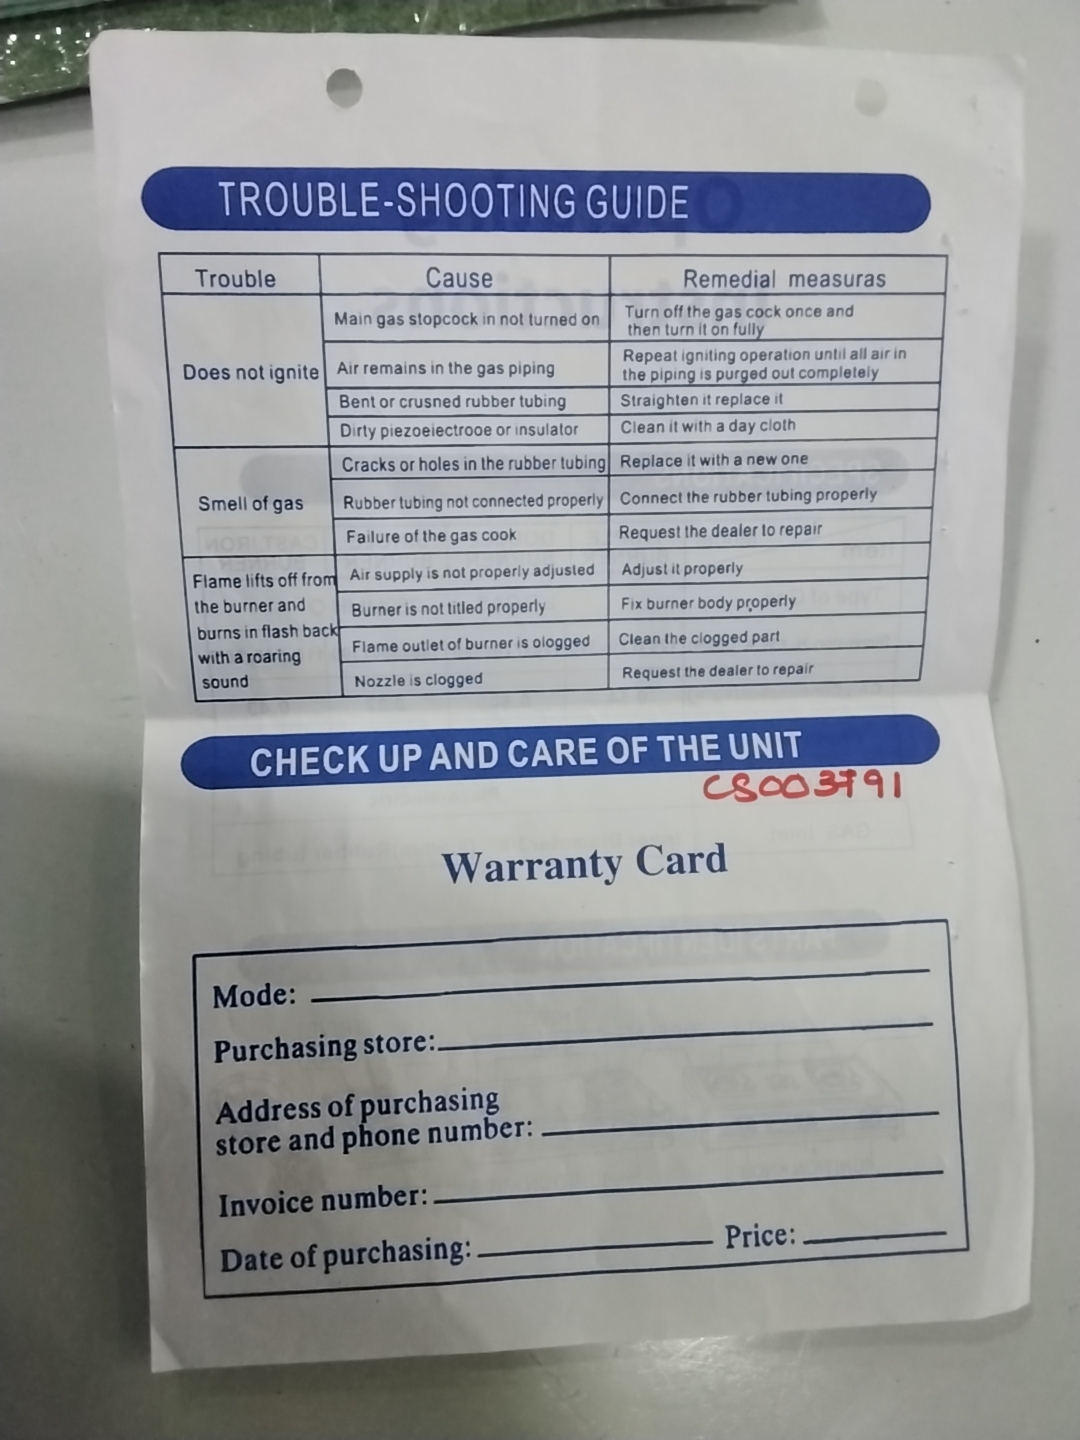 TROUBLE-SHOOTING GUIDE
Trouble Cause Remedial measuras
Does not ignite
Main gas stopcock in not turned on
Turn off the gas cock once and
then turn it on fully
Air remains in the gas piping
Repeat igniting operation until all air in
the piping is purged out completely
Bent or crusned rubber tubing
Straighten it replace it
Dirty piezoeiectrooe or insulator
Clean it with a day cloth
Smell of gas
Cracks or holes in the rubber tubing
Replace it with a new one
Rubber tubing not connected properly
Connect the rubber tubing properly
Failure of the gas cook
Request the dealer to repair
Flame lifts off from
the burner and
burns in flash back
with a roaring
sound
Air supply is not properly adjusted
Adjust it properly
Burner is not titled properly
Fix burner body properly
Flame outlet of burner is ologged
Clean the clogged part
Nozzle is clogged
Request the dealer to repair
CHECK UP AND CARE OF THE UNIT
CS003791
Warranty Card
Mode:
Purchasing store:
Address of purchasing
store and phone number:
Invoice number:
Date of purchasing: Price: